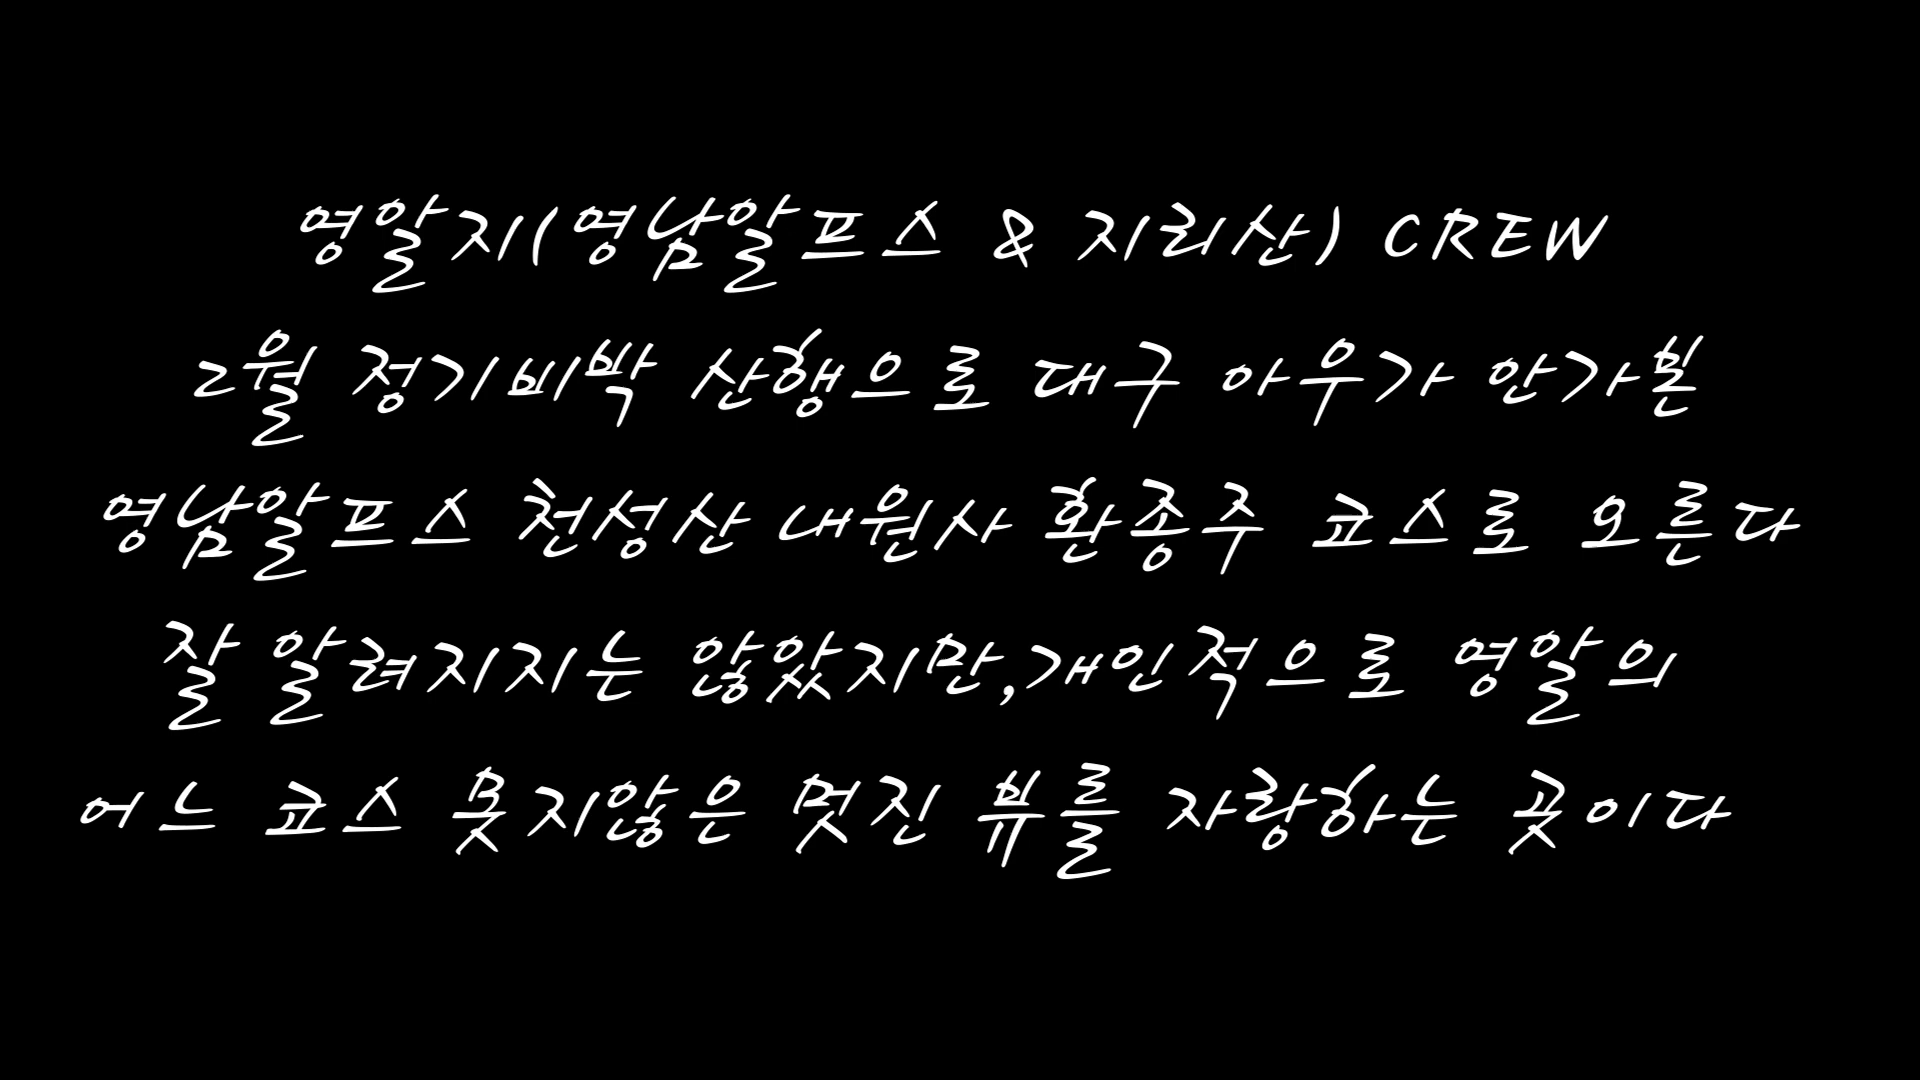 영알지(영남알프스 & 지리산) CREW
2월 정기비박 산행으로 대구 아우가 안가본
영남알프스 천성산 내원사 환종주 쿄스로 오른다
잘 알려지지는 않았지만,개인적으로 영알의
어느 쿄스 못지않은 멋진 뷰를 자랑하는 곳이다